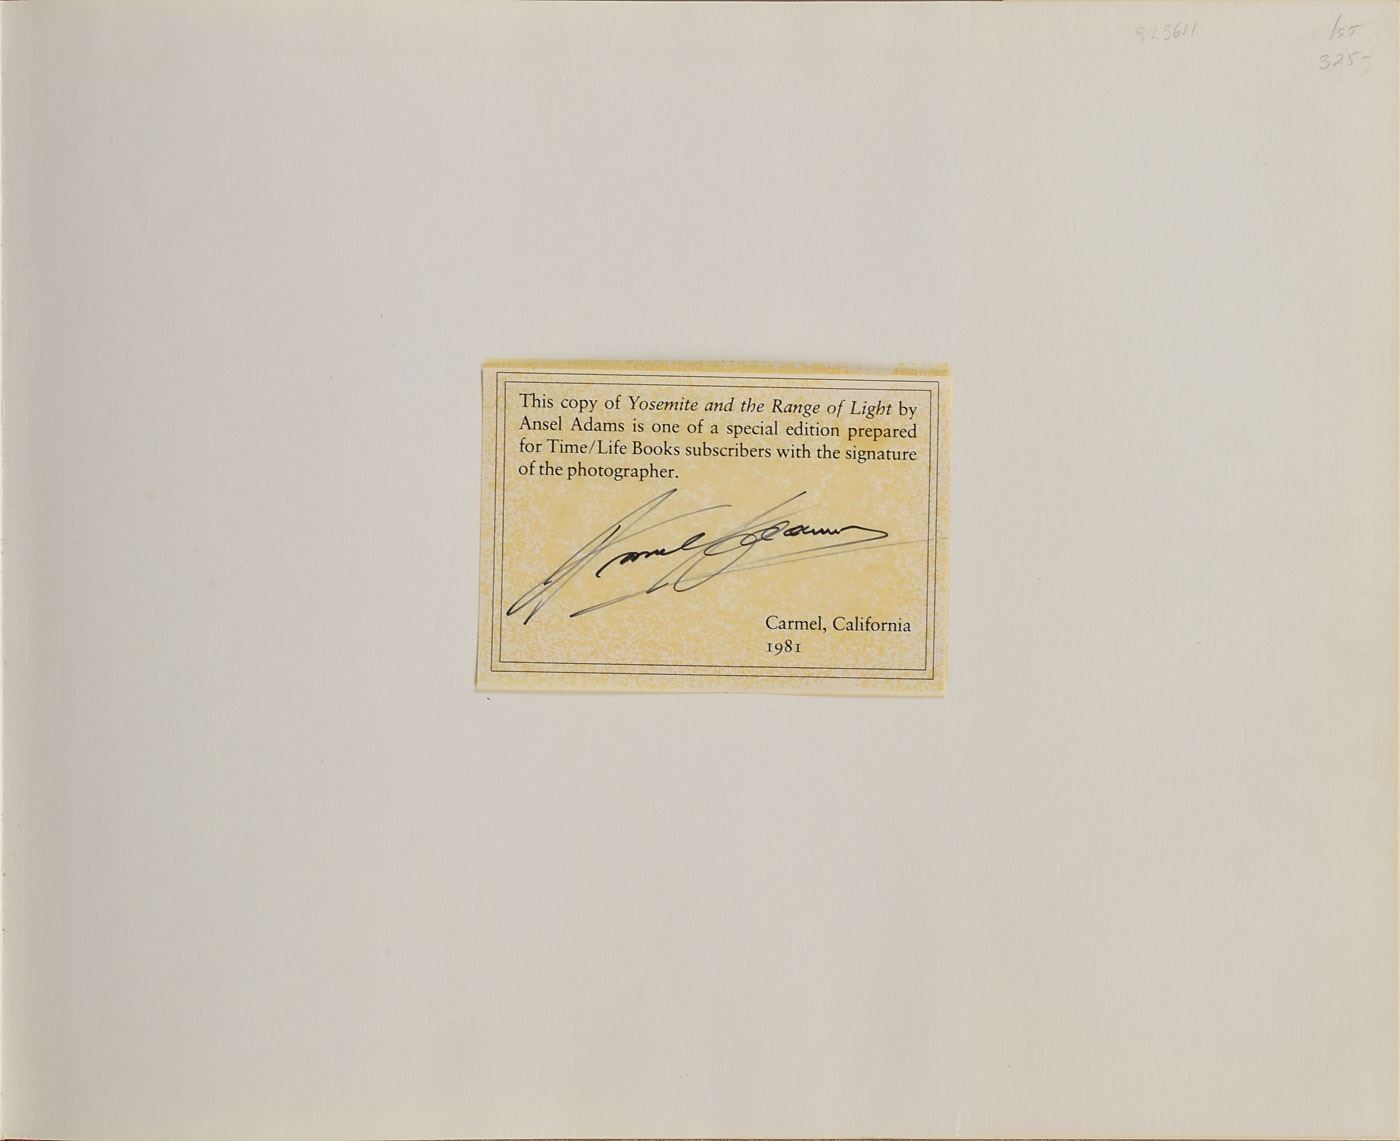 923611
1st
325-
This copy of Yosemite and the Range of Light by
Ansel Adams is one of a special edition prepared
for Time/Life Books subscribers with the signature
of the photographer.
Ansel Adams
Carmel, California
1981